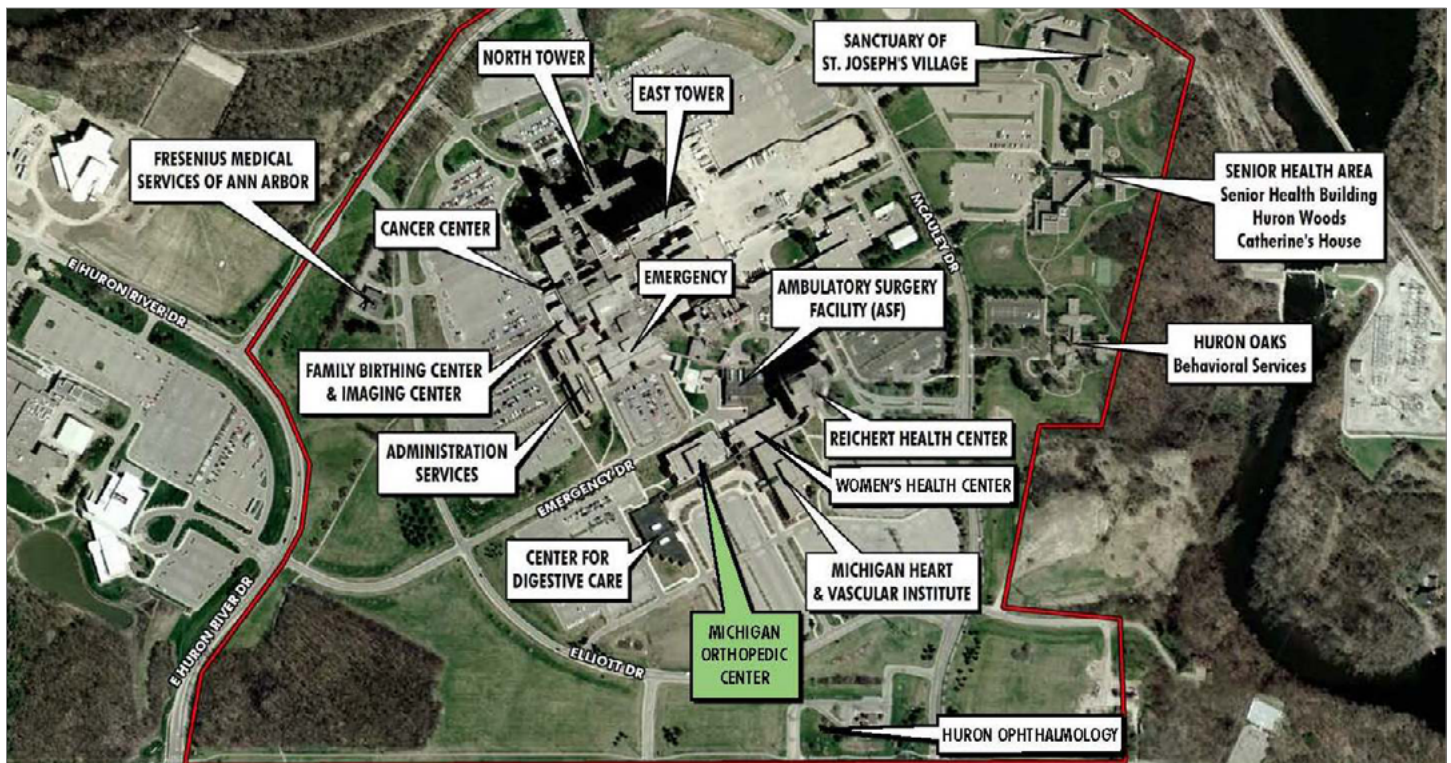 NORTH TOWER
EAST TOWER
SANCTUARY OF
ST. JOSEPH'S VILLAGE
FRESENIUS MEDICAL
SERVICES OF ANN ARBOR
CANCER CENTER
MCAULEY DR
SENIOR HEALTH AREA
Senior Health Building
Huron Woods
Catherine's House
E HURON RIVER DR
EMERGENCY
AMBULATORY SURGERY
FACILITY (ASF)
HURON OAKS
Behavioral Services
FAMILY BIRTHING CENTER
& IMAGING CENTER
ADMINISTRATION
SERVICES
REICHERT HEALTH CENTER
WOMEN'S HEALTH CENTER
EMERGENCY DR
CENTER FOR
DIGESTIVE CARE
MICHIGAN HEART
& VASCULAR INSTITUTE
E HURON RIVER DR
ELLIOTT DR
MICHIGAN
ORTHOPEDIC
CENTER
HURON OPHTHALMOLOGY